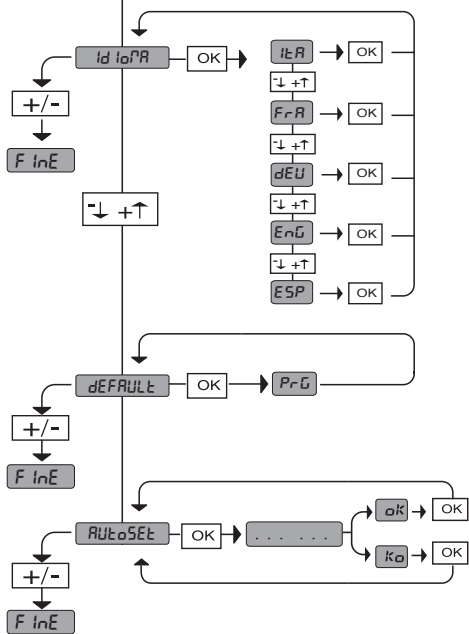 IdIoMA OK ItA OK
-↓ +↑
+/-
FrA OK
FInE
-↓ +↑
dEU OK
-↓ +↑
-↓ +↑
EnG OK
-↓ +↑
ESP OK
dEFAULt OK PrG
+/-
FInE
oK OK
AUtoSEt OK . . . . . .
Ko OK
+/-
FInE